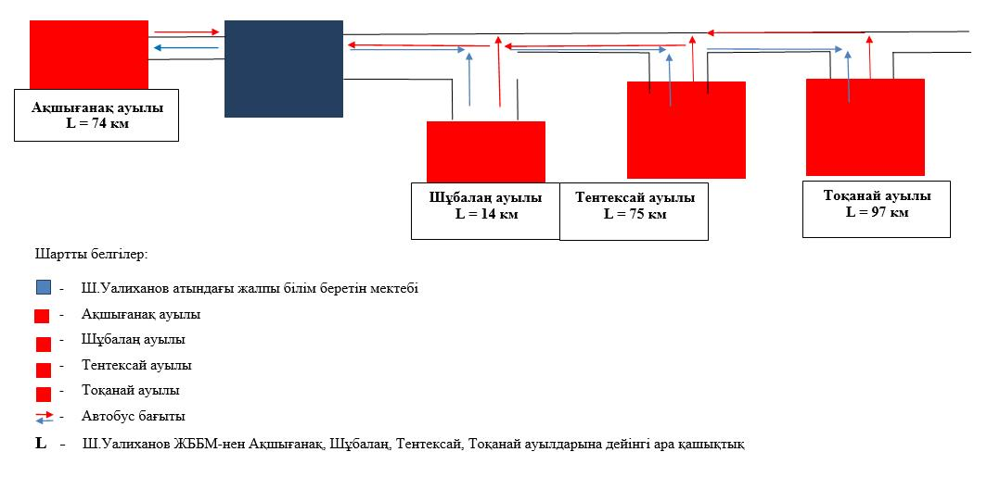 Ақшығанақ ауылы
L = 74 км
Шұбалаң ауылы
L = 14 км
Тентексай ауылы
L = 75 км
Тоқанай ауылы
L = 97 км
Шартты белгілер:
- Ш.Уалиханов атындағы жалпы білім беретін мектебі
- Ақшығанақ ауылы
- Шұбалаң ауылы
- Тентексай ауылы
- Тоқанай ауылы
- Автобус бағыты
L - Ш.Уалиханов ЖББМ-нен Ақшығанақ, Шұбалаң, Тентексай, Тоқанай ауылдарына дейінгі ара қашықтық